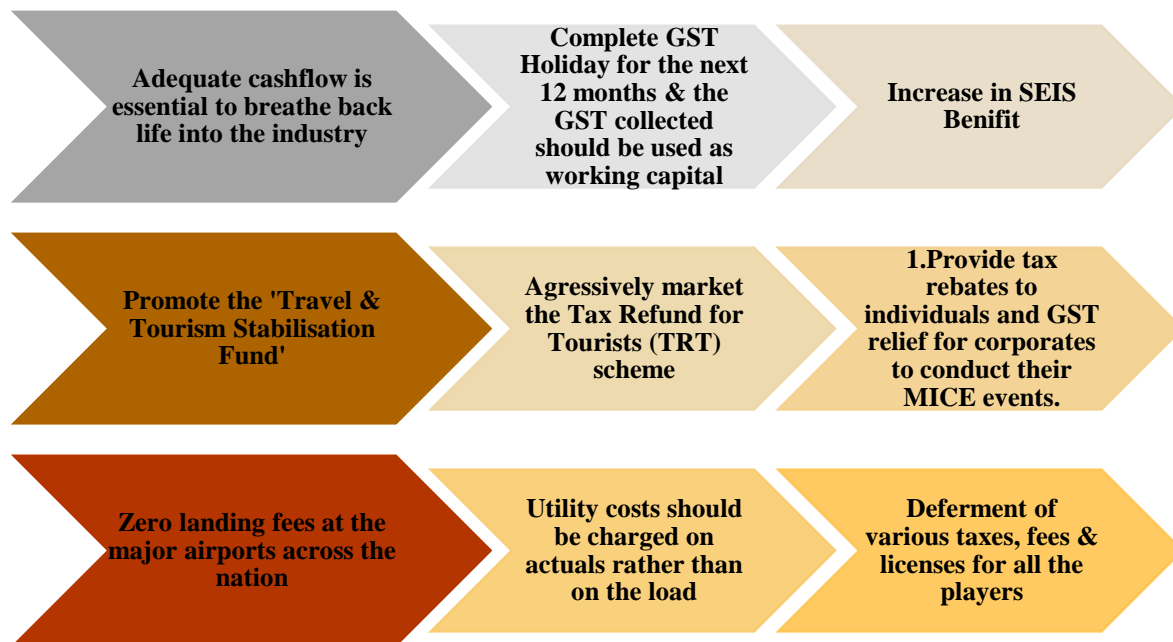 Adequate cashflow is
essential to breathe back
life into the industry
Complete GST
Holiday for the next
12 months & the
GST collected
should be used as
working capital
Increase in SEIS
Benifit
Promote the 'Travel &
Tourism Stabilisation
Fund'
Agressively market
the Tax Refund for
Tourists (TRT)
scheme
1.Provide tax
rebates to
individuals and GST
relief for corporates
to conduct their
MICE events.
Zero landing fees at the
major airports across the
nation
Utility costs should
be charged on
actuals rather than
on the load
Deferment of
various taxes, fees &
licenses for all the
players